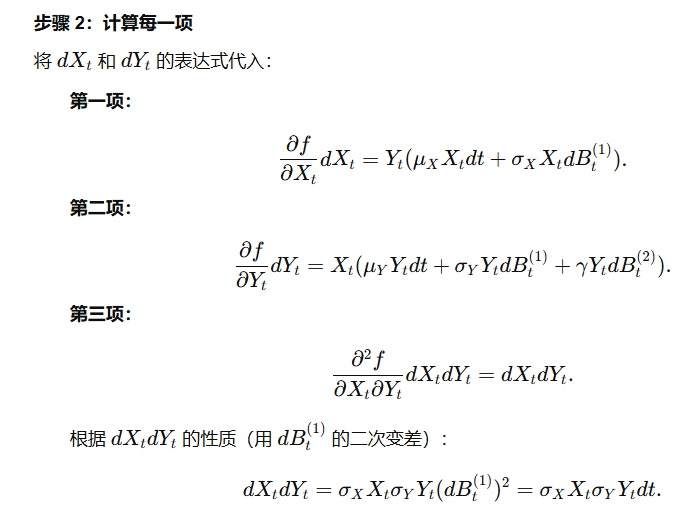 步骤 2：计算每一项
将 $dX_t$ 和 $dY_t$ 的表达式代入：
第一项：
$$\frac{\partial f}{\partial X_t}dX_t = Y_t(\mu_X X_t dt + \sigma_X X_t dB_t^{(1)}).$$
第二项：
$$\frac{\partial f}{\partial Y_t}dY_t = X_t(\mu_Y Y_t dt + \sigma_Y Y_t dB_t^{(1)} + \gamma Y_t dB_t^{(2)}).$$
第三项：
$$\frac{\partial^2 f}{\partial X_t \partial Y_t}dX_t dY_t = dX_t dY_t.$$
根据 $dX_t dY_t$ 的性质（用 $dB_t^{(1)}$ 的二次变差）：
$$dX_t dY_t = \sigma_X X_t \sigma_Y Y_t (dB_t^{(1)})^2 = \sigma_X X_t \sigma_Y Y_t dt.$$